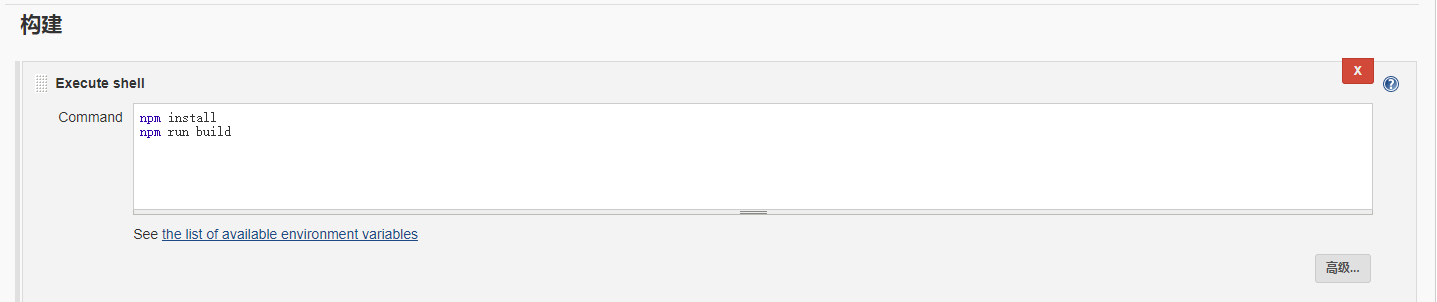 构建
Execute shell
X
?
Command
npm install
npm run build
See the list of available environment variables
高级...